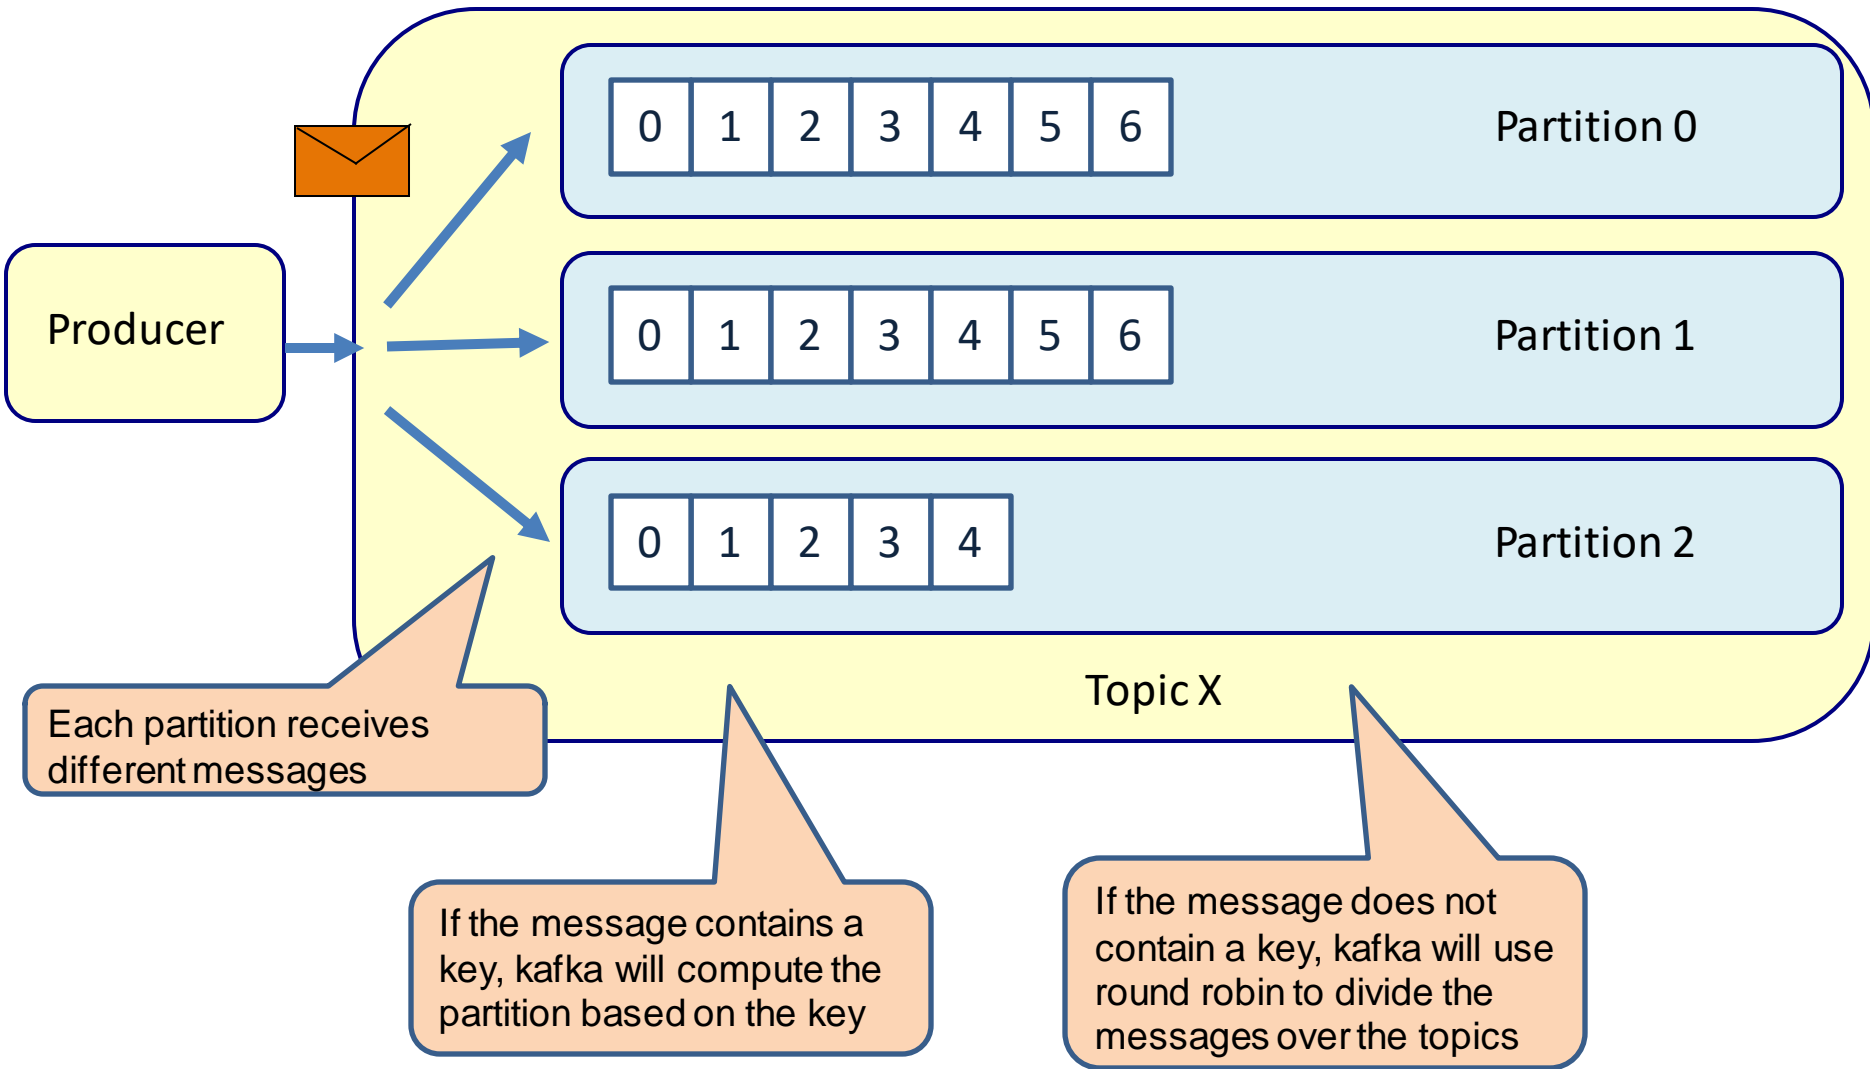 0 1 2 3 4 5 6 Partition 0
Producer
0 1 2 3 4 5 6 Partition 1
0 1 2 3 4 Partition 2
Topic X
Each partition receives
different messages
If the message contains a
key, kafka will compute the
partition based on the key
If the message does not
contain a key, kafka will use
round robin to divide the
messages over the topics